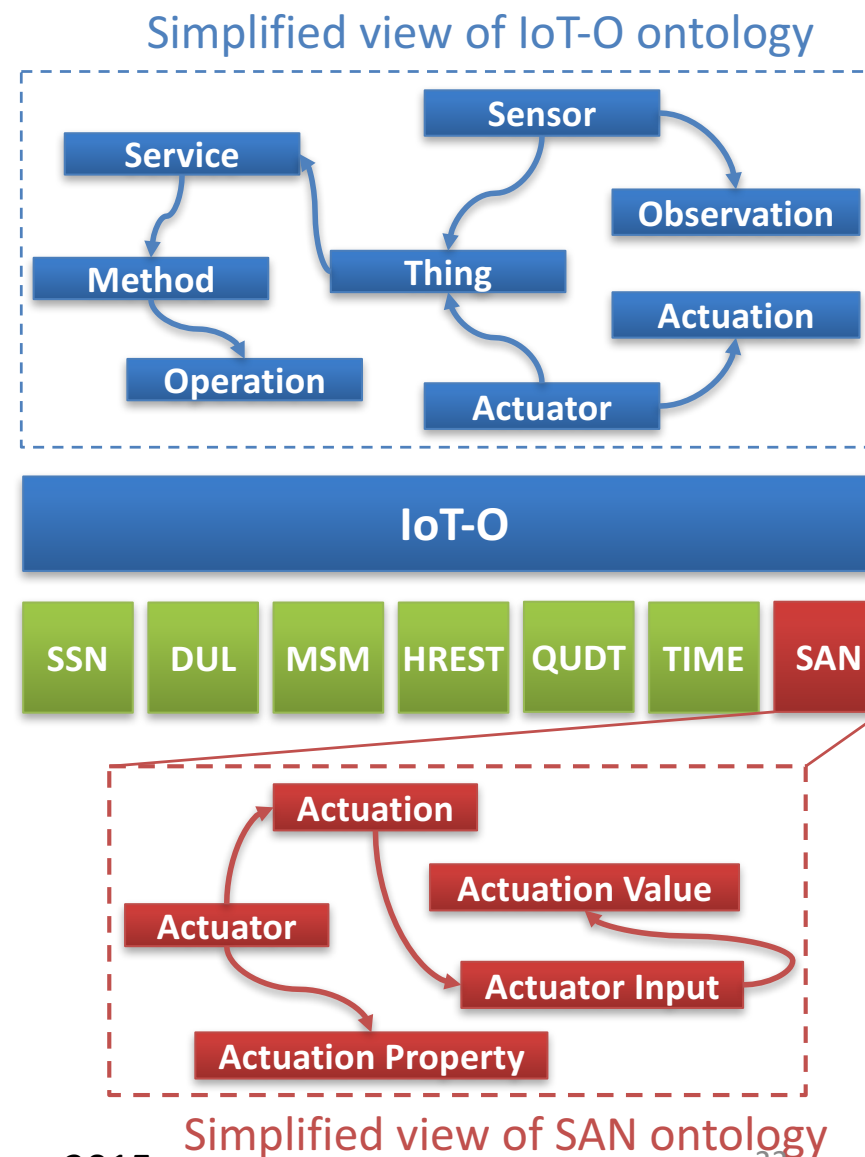 Simplified view of IoT-O ontology
Sensor
Service
Observation
Method
Thing
Actuation
Operation
Actuator
IoT-O
SSN DUL MSM HREST QUDT TIME SAN
Actuation
Actuation Value
Actuator
Actuator Input
Actuation Property
Simplified view of SAN ontology